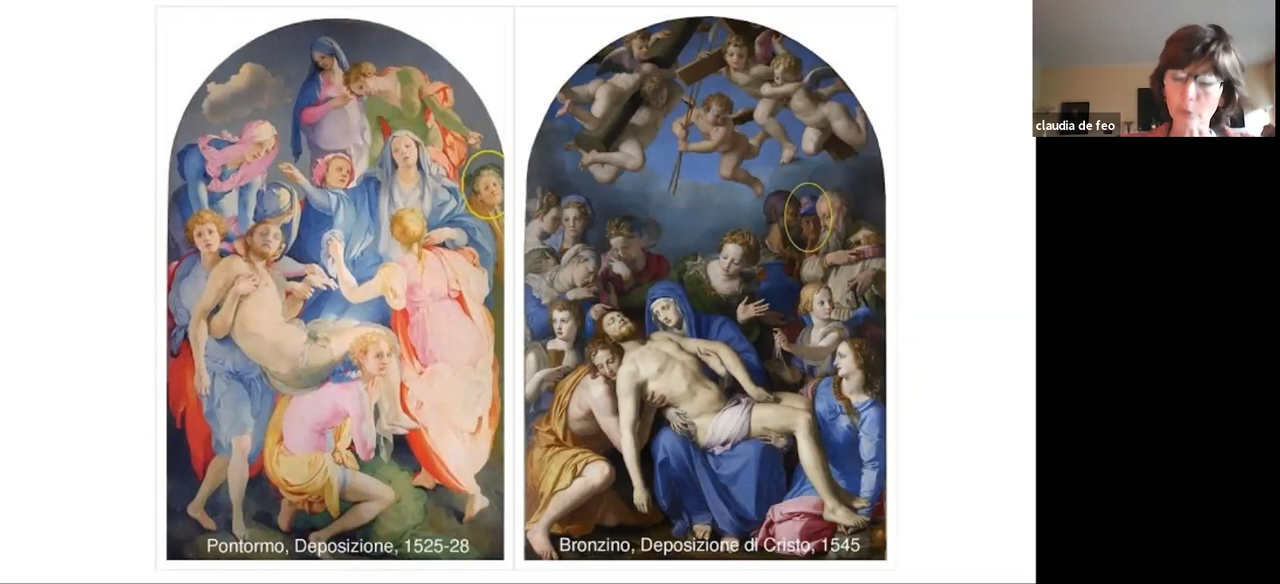 claudia de feo
Pontormo, Deposizione, 1525-28
Bronzino, Deposizione di Cristo, 1545